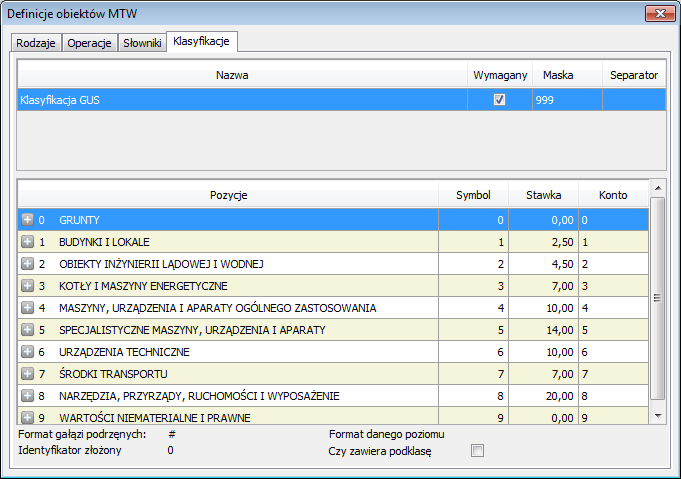 Definicje obiektów MTW
Rodzaje Operacje Słowniki Klasyfikacje
Nazwa Wymagany Maska Separator
Klasyfikacja GUS 999
Pozycje Symbol Stawka Konto
0 GRUNTY 0 0,00 0
1 BUDYNKI I LOKALE 1 2,50 1
2 OBIEKTY INŻYNIERII LĄDOWEJ I WODNEJ 2 4,50 2
3 KOTŁY I MASZYNY ENERGETYCZNE 3 7,00 3
4 MASZYNY, URZĄDZENIA I APARATY OGÓLNEGO ZASTOSOWANIA 4 10,00 4
5 SPECJALISTYCZNE MASZYNY, URZĄDZENIA I APARATY 5 14,00 5
6 URZĄDZENIA TECHNICZNE 6 10,00 6
7 ŚRODKI TRANSPORTU 7 7,00 7
8 NARZĘDZIA, PRZYRZĄDY, RUCHOMOŚCI I WYPOSAŻENIE 8 20,00 8
9 WARTOŚCI NIEMATERIALNE I PRAWNE 9 0,00 9
Format gałązi podrzęnych: # Format danego poziomu
Identyfikator złożony 0 Czy zawiera podklasę